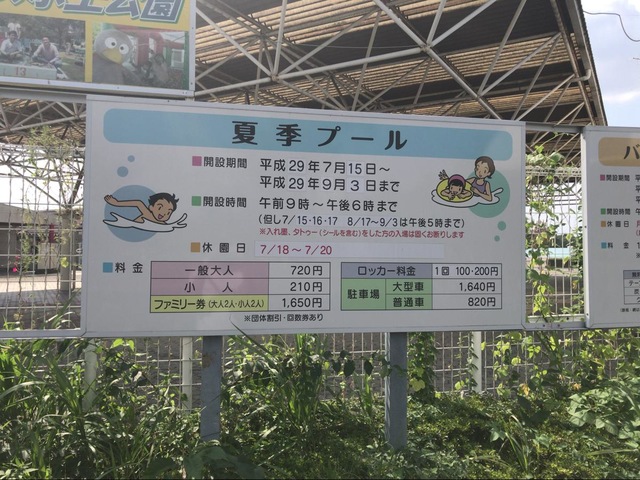 公園
夏季プール
開設期間 平成29年7月15日～
平成29年9月3日まで
開設時間 午前9時～午後6時まで
(但し7/15・16・17 8/17～9/3は午後5時まで)
※入れ墨、タトゥー(シールを含む)をした方の入場は固くお断りします
休園日 7/18～7/20
料金
一般大人 720円
小人 210円
ファミリー券(大人2人・小人2人) 1,650円
※団体割引・回数券あり
ロッカー料金 1回 100・200円
駐車場 大型車 1,640円
普通車 820円
バ